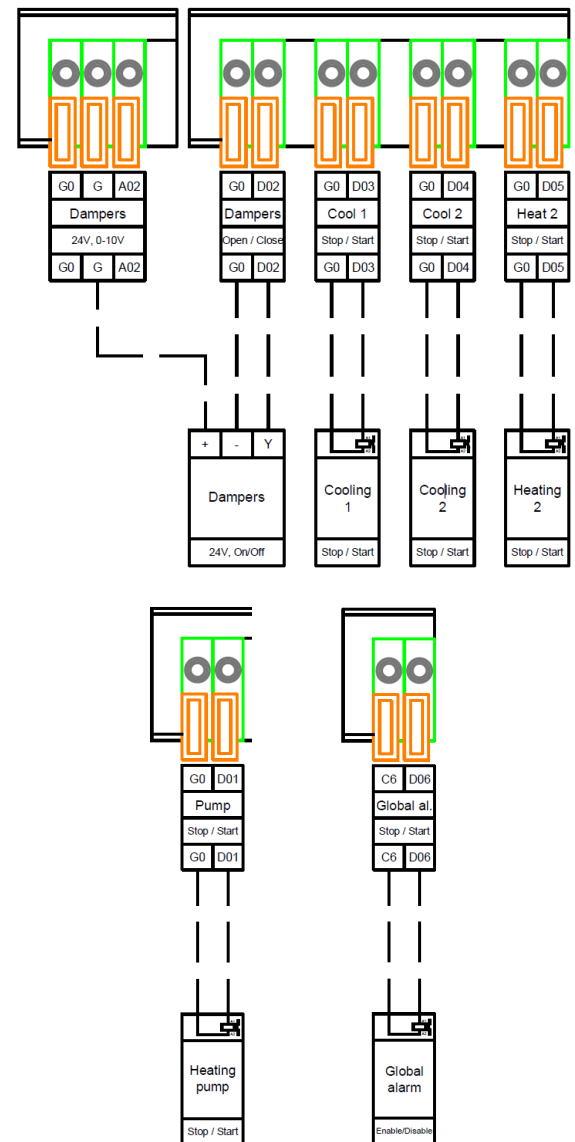 G0 G A02
Dampers
24V, 0-10V
G0 G A02
G0 D02
Dampers
Open / Close
G0 D02
G0 D03
Cool 1
Stop / Start
G0 D03
G0 D04
Cool 2
Stop / Start
G0 D04
G0 D05
Heat 2
Stop / Start
G0 D05
+ - Y
Dampers
24V, On/Off
Cooling
1
Stop / Start
Cooling
2
Stop / Start
Heating
2
Stop / Start
G0 D01
Pump
Stop / Start
G0 D01
C6 D06
Global al.
Stop / Start
C6 D06
Heating
pump
Stop / Start
Global
alarm
Enable/Disable